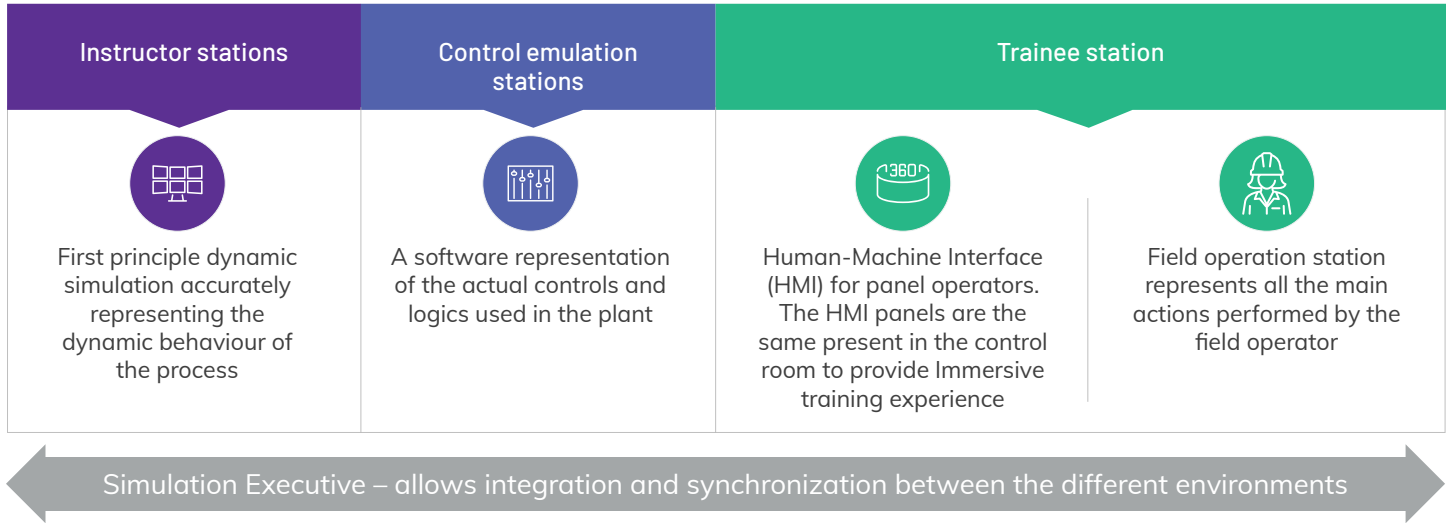 Instructor stations
Control emulation
stations
Trainee station
First principle dynamic
simulation accurately
representing the
dynamic behaviour of
the process
A software representation
of the actual controls and
logics used in the plant
360
Human-Machine Interface
(HMI) for panel operators.
The HMI panels are the
same present in the control
room to provide Immersive
training experience
Field operation station
represents all the main
actions performed by the
field operator
Simulation Executive – allows integration and synchronization between the different environments